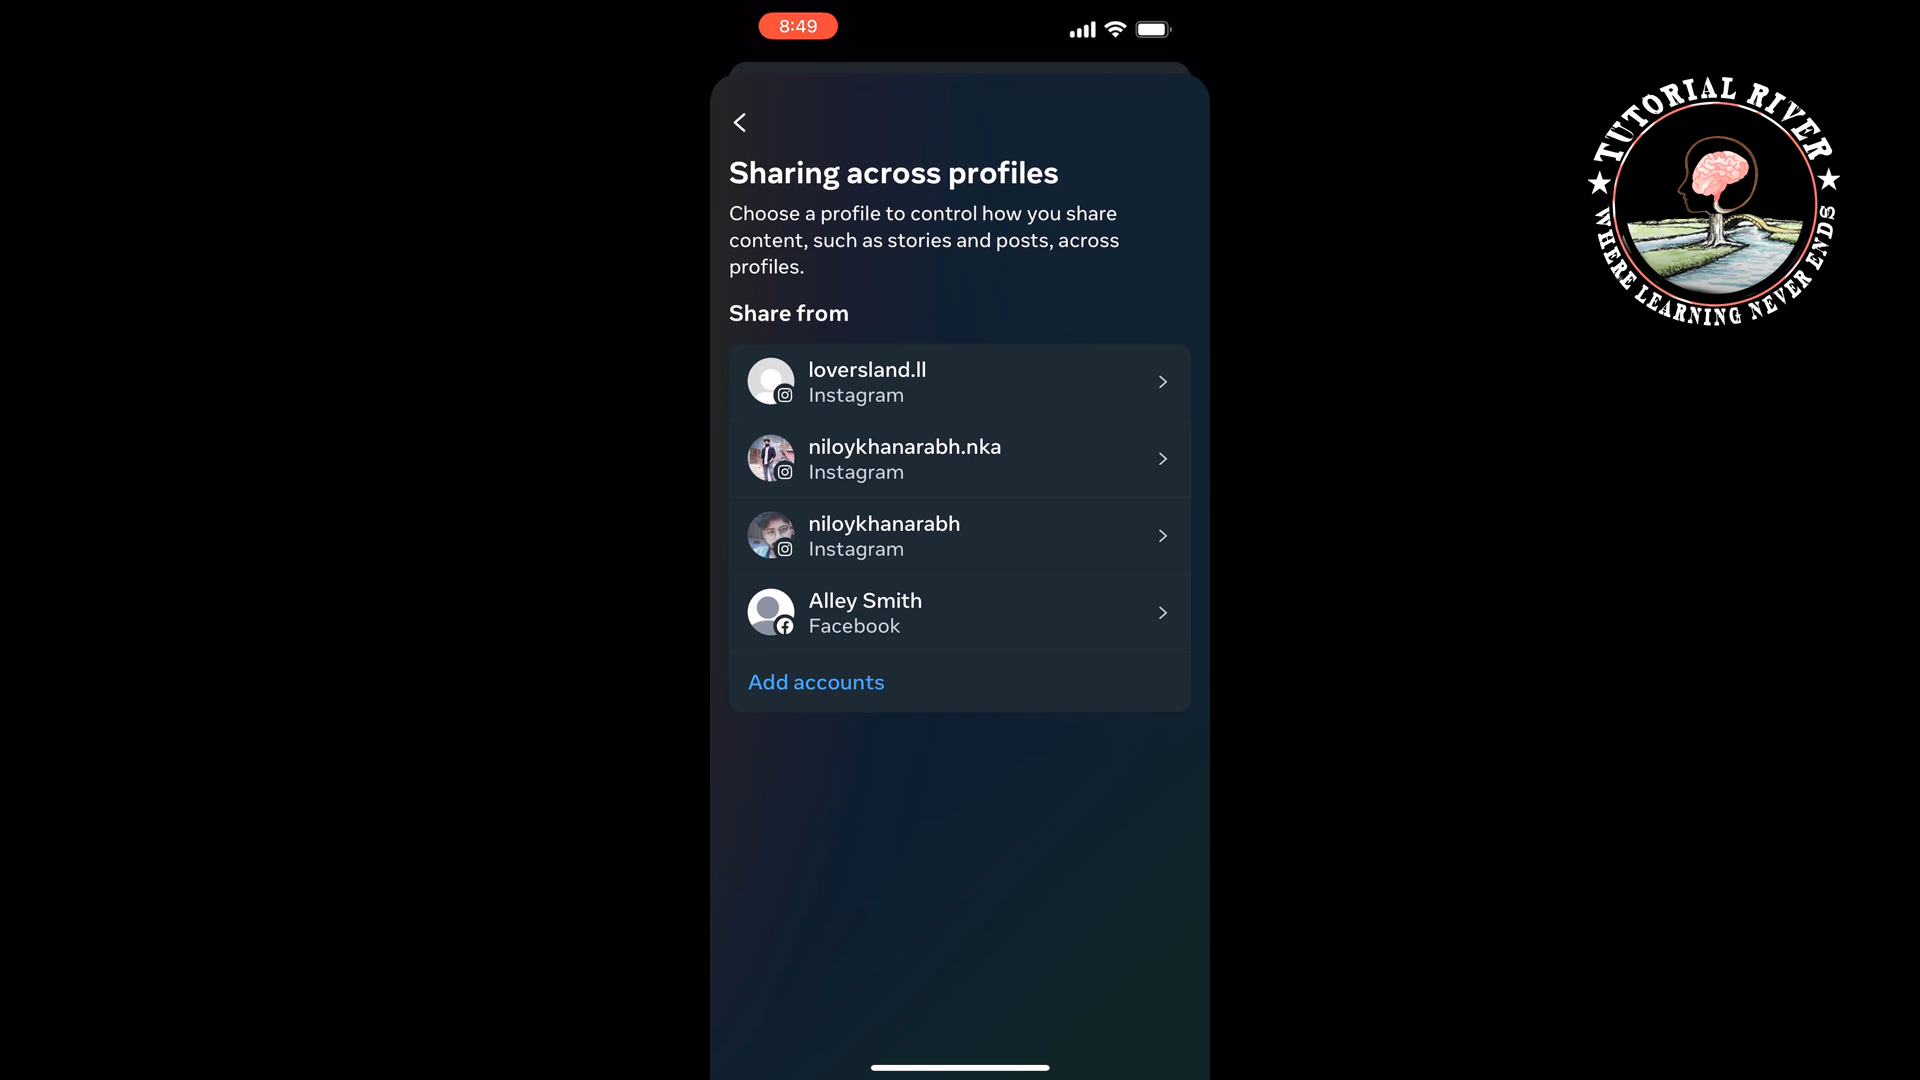 8:49
Sharing across profiles
Choose a profile to control how you share
content, such as stories and posts, across
profiles.
Share from
loversland.ll
Instagram
niloykhanarabh.nka
Instagram
niloykhanarabh
Instagram
Alley Smith
Facebook
Add accounts
TUTORIAL RIVER
WHERE LEARNING NEVER ENDS